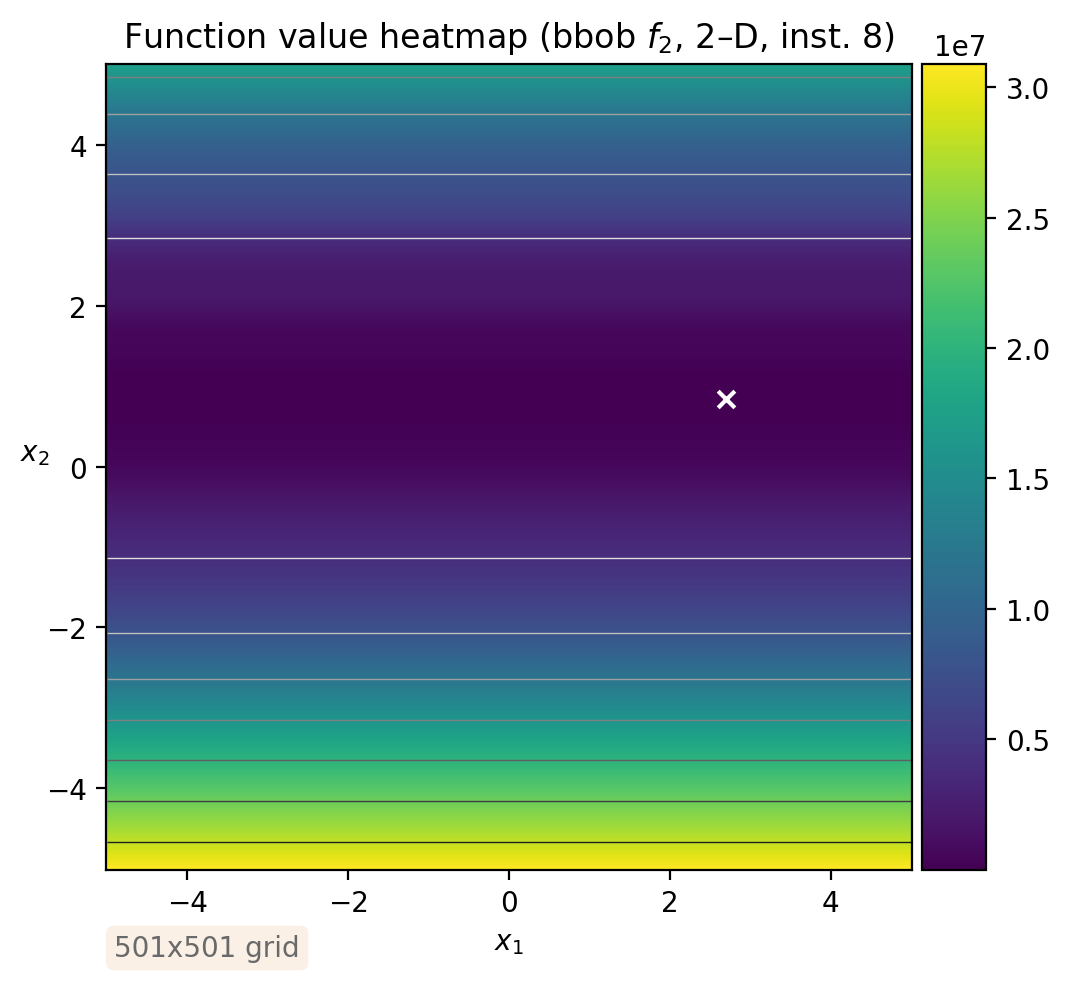 Function value heatmap (bbob f₂, 2–D, inst. 8)
1e7
3.0
2.5
2.0
1.5
1.0
0.5
4
2
0
−2
−4
x₂
−4 −2 0 2 4
x₁
501x501 grid